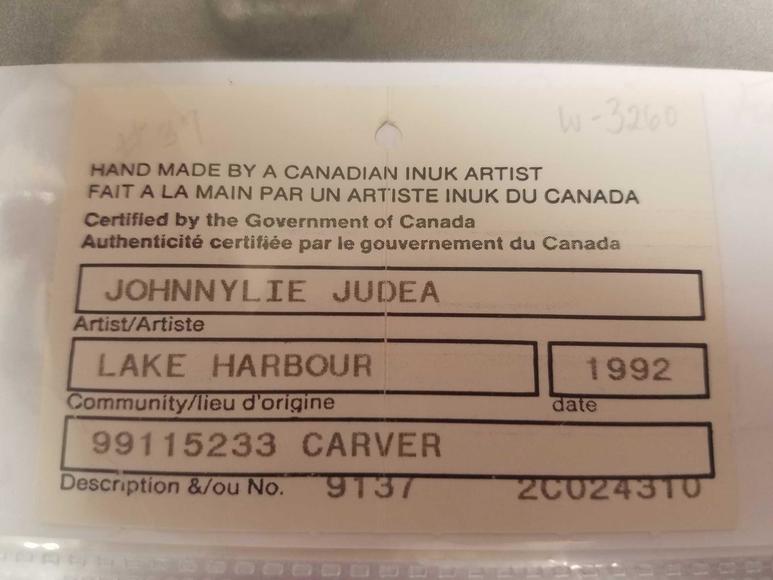 #37 W-3260
HAND MADE BY A CANADIAN INUK ARTIST
FAIT A LA MAIN PAR UN ARTISTE INUK DU CANADA
Certified by the Government of Canada
Authenticité certifiée par le gouvernement du Canada
JOHNNYLIE JUDEA
Artist/Artiste
LAKE HARBOUR 1992
Community/lieu d'origine date
99115233 CARVER
Description &/ou No. 9137 2C024310